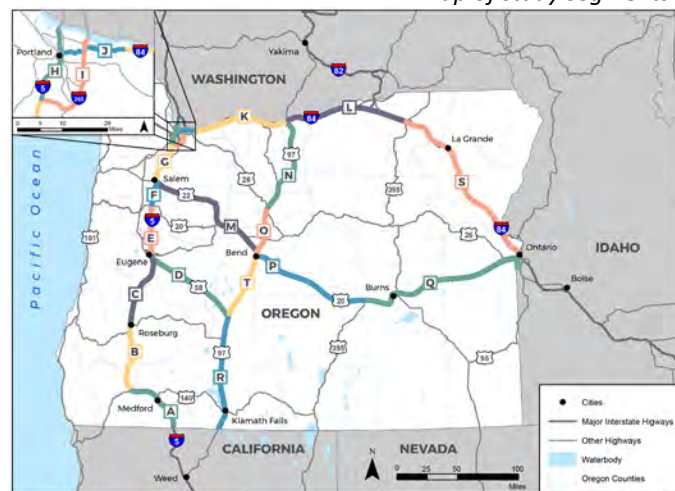 Portland
J
84
H
I
5
205
0 10 20
Miles
Yakima
82
WASHINGTON
K
84
L
97
La Grande
G
Salem
26
N
395
S
F
22
5
20
M
O
26
84
101
E
Bend
Ontario
IDAHO
Eugene
P
D
58
T
Burns
Q
Boise
C
OREGON
20
Pacific Ocean
Roseburg
97
395
95
B
R
140
Medford
A
Klamath Falls
5
CALIFORNIA
NEVADA
Weed
N
0 50 100
Miles
Cities
Major Interstate Higways
Other Highways
Waterbody
Oregon Counties